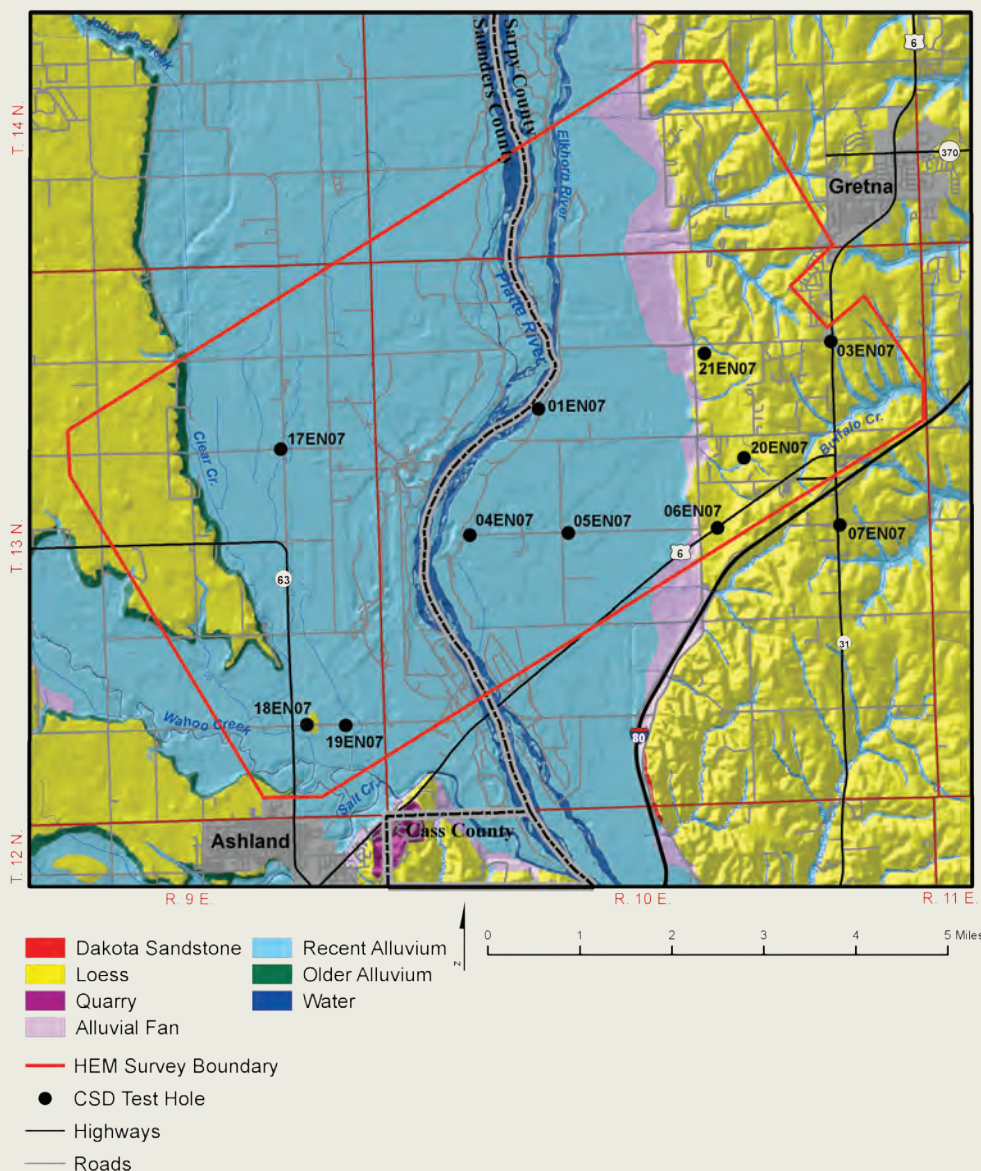 Johnson Creek
Sarpy County
Saunders County
6
T. 14 N.
Elkhorn River
370
Gretna
Platte River
21EN07
03EN07
01EN07
17EN07
Clear Cr.
Buffalo Cr.
20EN07
04EN07
05EN07
06EN07
07EN07
T. 13 N.
6
63
31
18EN07
Wahoo Creek
19EN07
80
Salt Cr.
Ashland
Cass County
T. 12 N.
R. 9 E.
R. 10 E.
R. 11 E.
Dakota Sandstone
Loess
Quarry
Alluvial Fan
Recent Alluvium
Older Alluvium
Water
z
0 1 2 3 4 5 Miles
HEM Survey Boundary
CSD Test Hole
Highways
Roads